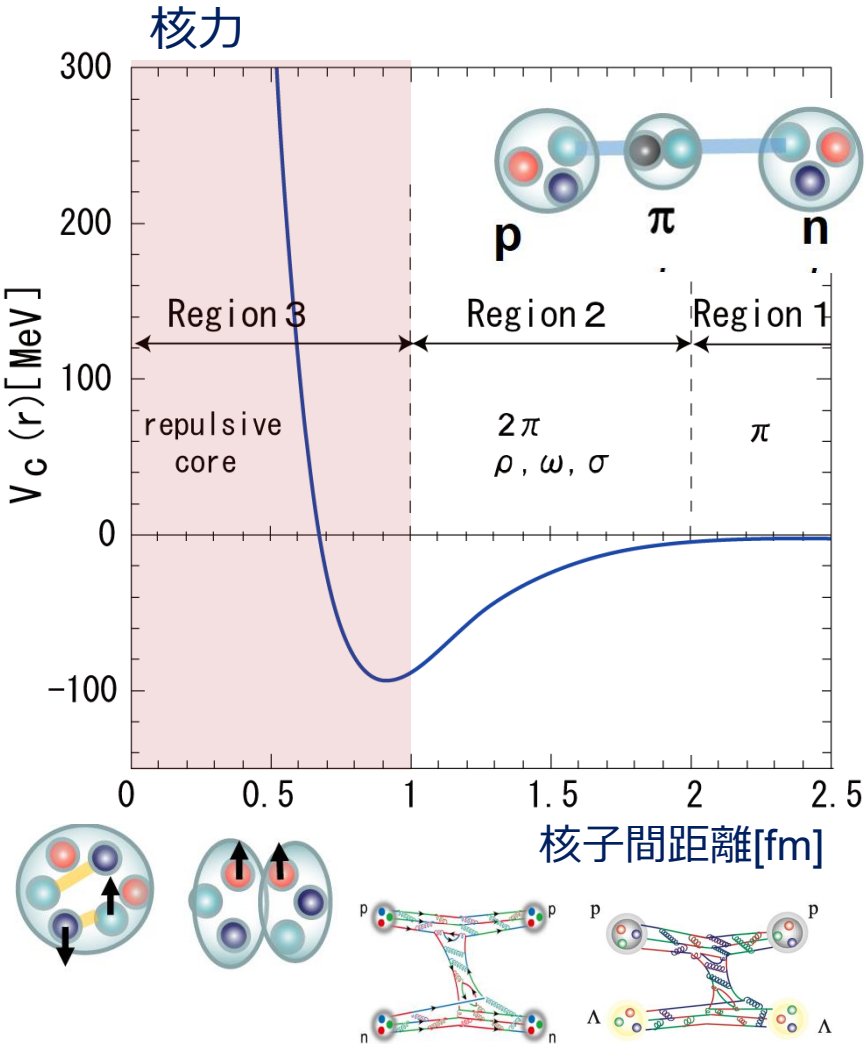 核力
300
200
100
0
-100
Vc(r)[MeV]
p
π
n
Region 3
Region 2
Region 1
repulsive
core
2π
ρ, ω, σ
π
0
0.5
1
1.5
2
2.5
核子間距離[fm]
p
p
n
n
p
p
Λ
Λ